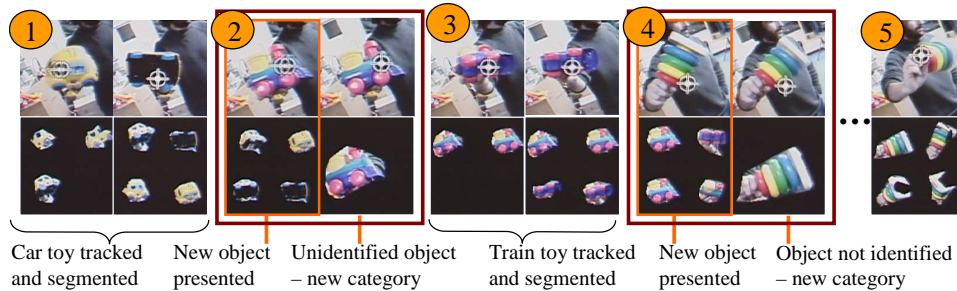 1
2
3
4
5
...
Car toy tracked
and segmented
New object
presented
Unidentified object
– new category
Train toy tracked
and segmented
New object
presented
Object not identified
– new category